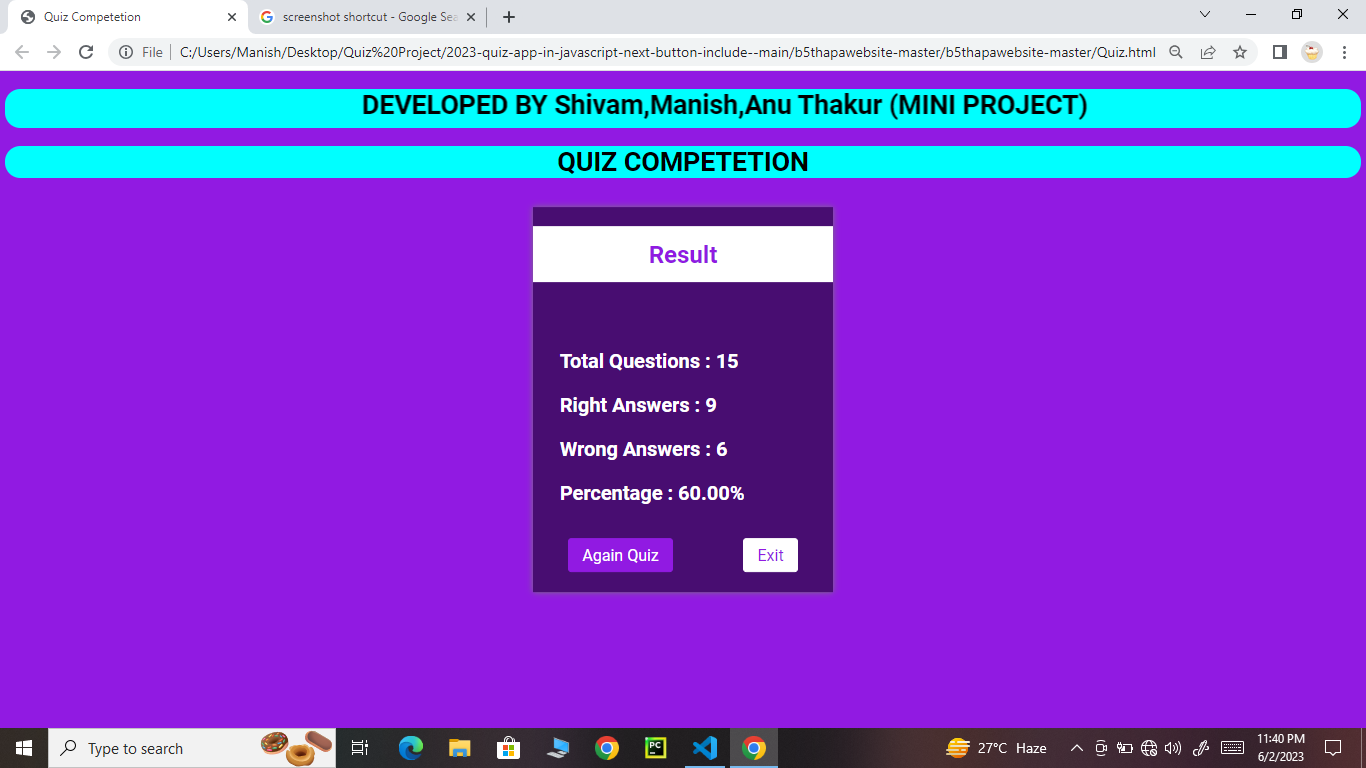 Quiz Competetion
screenshot shortcut - Google Sea
File
C:/Users/Manish/Desktop/Quiz%20Project/2023-quiz-app-in-javascript-next-button-include--main/b5thapawebsite-master/b5thapawebsite-master/Quiz.html
DEVELOPED BY Shivam,Manish,Anu Thakur (MINI PROJECT)
QUIZ COMPETETION
Result
Total Questions : 15
Right Answers : 9
Wrong Answers : 6
Percentage : 60.00%
Again Quiz
Exit
Type to search
PC
27°C Haze
11:40 PM
6/2/2023